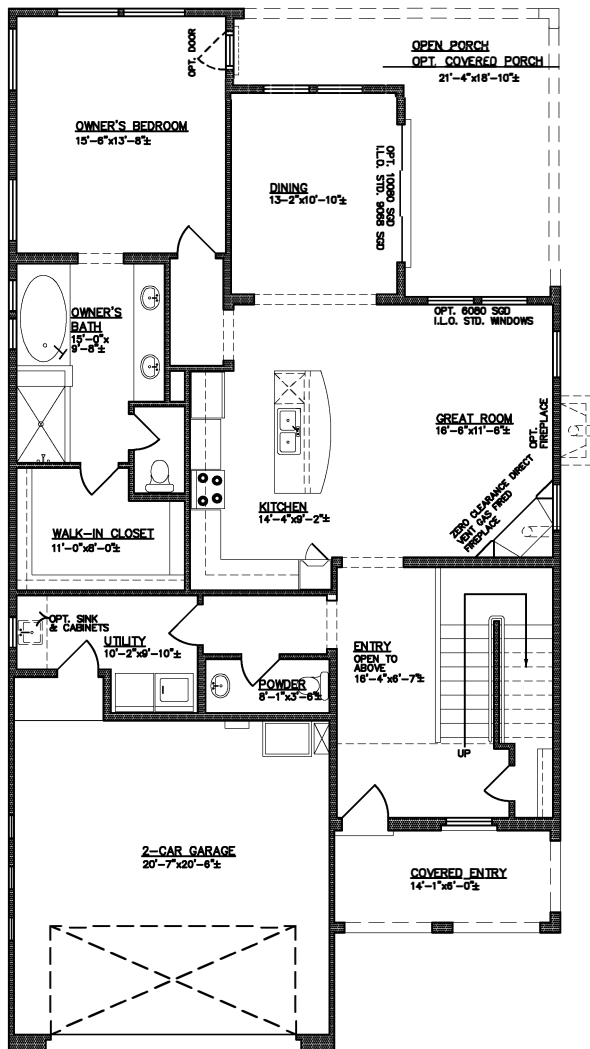 OPT. DOOR
OPEN PORCH
OPT. COVERED PORCH
21'-4"x18'-10"±
OWNER'S BEDROOM
15'-6"x13'-8"±
DINING
13-2"x10'-10"±
OPT. 10080 SGD
I.L.O. STD. 9068 SGD
OPT. 6080 SGD
I.L.O. STD. WINDOWS
OWNER'S
BATH
15'-0"x
9'-8"±
GREAT ROOM
16'-6"x11'-6"±
OPT.
FIREPLACE
ZERO CLEARANCE DIRECT
VENT GAS FIRED
FIREPLACE
KITCHEN
14'-4"x9'-2"±
WALK-IN CLOSET
11'-0"x8'-0"±
OPT. SINK
& CABINETS
UTILITY
10'-2"x9'-10"±
ENTRY
OPEN TO
ABOVE
16'-4"x6'-7"±
POWDER
8'-1"x3'-6"±
UP
2-CAR GARAGE
20'-7"x20'-6"±
COVERED ENTRY
14'-1"x6'-0"±